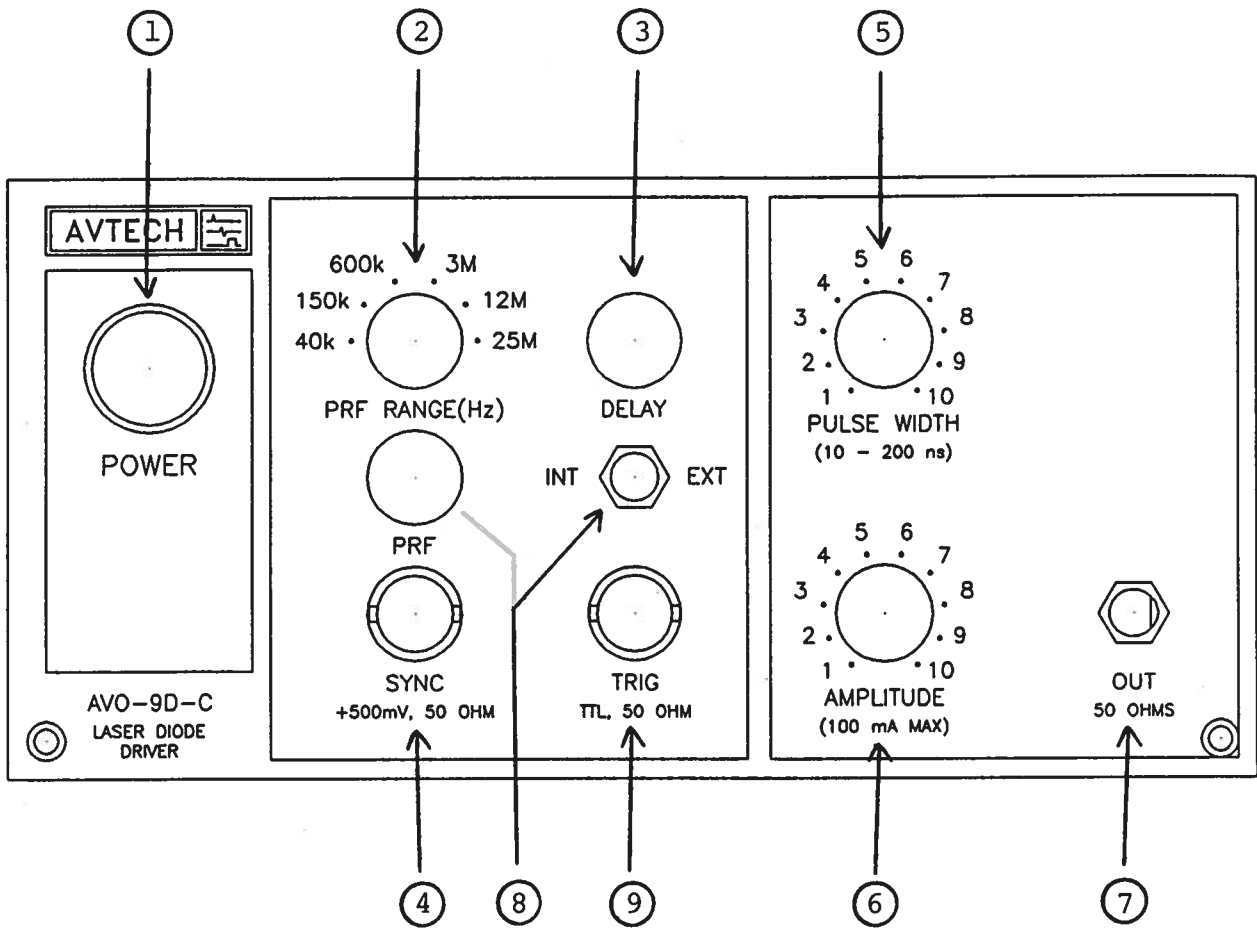 1 2 3 5
AVTECH
600k 3M
150k 12M
40k 25M
PRF RANGE(Hz)
DELAY
POWER
INT EXT
PRF
SYNC
+500mV, 50 OHM
TRIG
TTL, 50 OHM
AVO-9D-C
LASER DIODE
DRIVER
1 2 3 4 5 6 7 8 9 10
PULSE WIDTH
(10 - 200 ns)
1 2 3 4 5 6 7 8 9 10
AMPLITUDE
(100 mA MAX)
OUT
50 OHMS
4 8 9 6 7